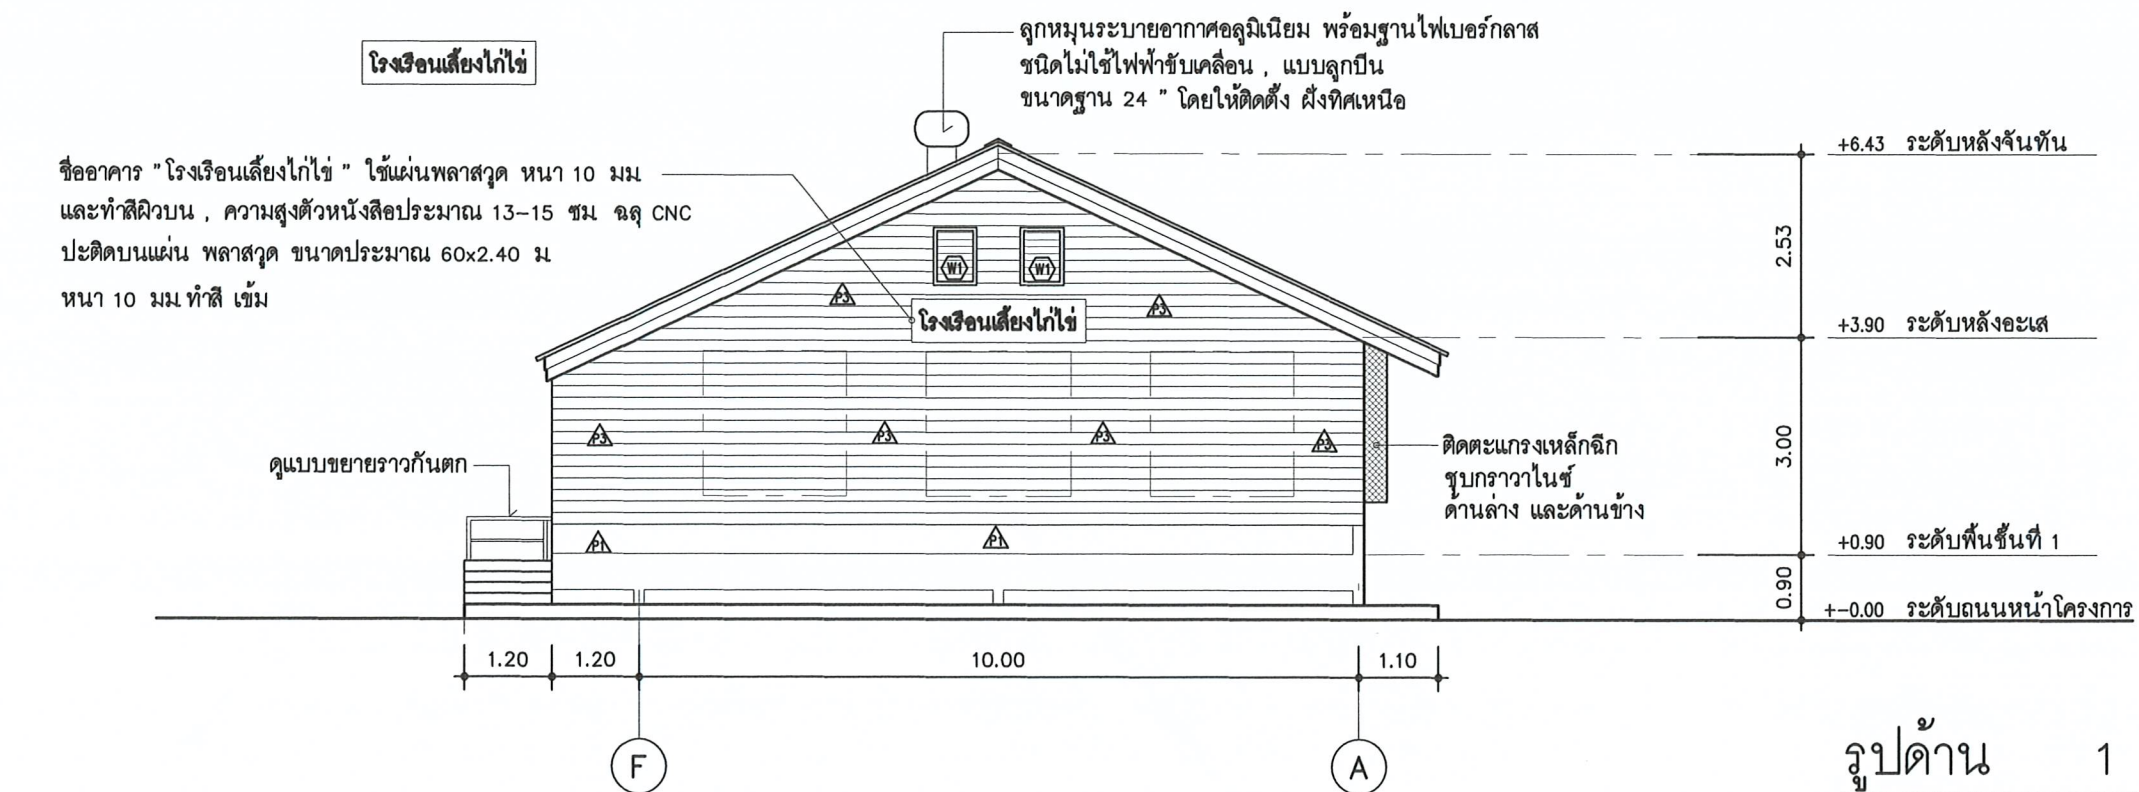 โรงเรือนเลี้ยงไก่ไข่
ลูกหมุนระบายอากาศอลูมิเนียม พร้อมฐานไฟเบอร์กลาส
ชนิดไม่ใช้ไฟฟ้าขับเคลื่อน , แบบลูกปืน
ขนาดฐาน 24 " โดยให้ติดตั้ง ฝั่งทิศเหนือ
ชื่ออาคาร "โรงเรือนเลี้ยงไก่ไข่ " ใช้แผ่นพลาสวูด หนา 10 มม.
และทำสีผิวบน , ความสูงตัวหนังสือประมาณ 13-15 ซม. ฉลุ CNC
ปะติดบนแผ่น พลาสวูด ขนาดประมาณ 60x2.40 ม.
หนา 10 มม. ทำสี เข้ม
+6.43 ระดับหลังจันทัน
2.53
W1 W1
P3 P3
โรงเรือนเลี้ยงไก่ไข่
+3.90 ระดับหลังอะเส
P3 P3 P3 P3
3.00
ติดตะแกรงเหล็กฉีก
ชุบกราวาไนซ์
ด้านล่าง และด้านข้าง
ดูแบบขยายราวกันตก
P1 P1
+0.90 ระดับพื้นชั้นที่ 1
0.90
+-0.00 ระดับถนนหน้าโครงการ
1.20 1.20 10.00 1.10
F A
รูปด้าน 1